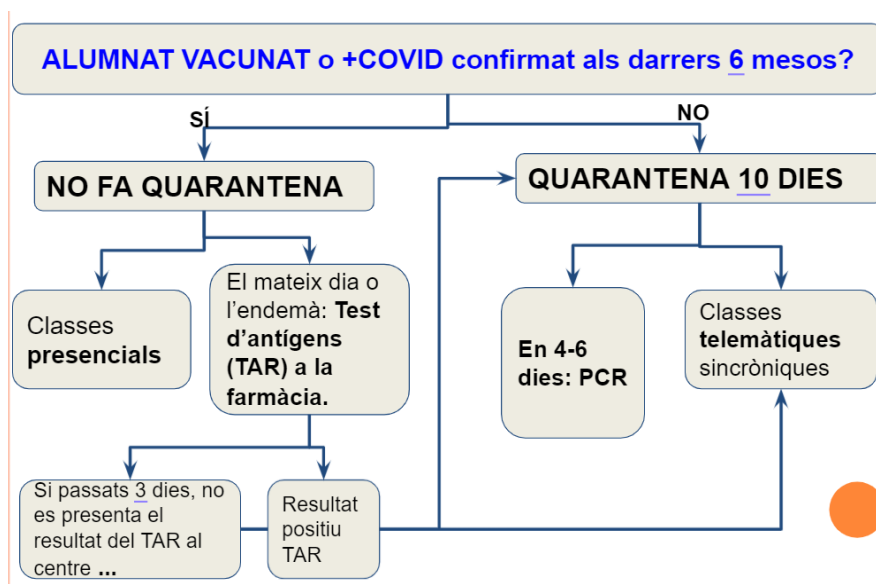 ALUMNAT VACUNAT o +COVID confirmat als darrers 6 mesos?
SÍ
NO
NO FA QUARANTENA
QUARANTENA 10 DIES
Classes
presencials
El mateix dia o
l'endemà: Test
d'antígens
(TAR) a la
farmàcia.
En 4-6
dies: PCR
Classes
telemàtiques
sincròniques
Si passats 3 dies, no
es presenta el
resultat del TAR al
centre ...
Resultat
positiu
TAR